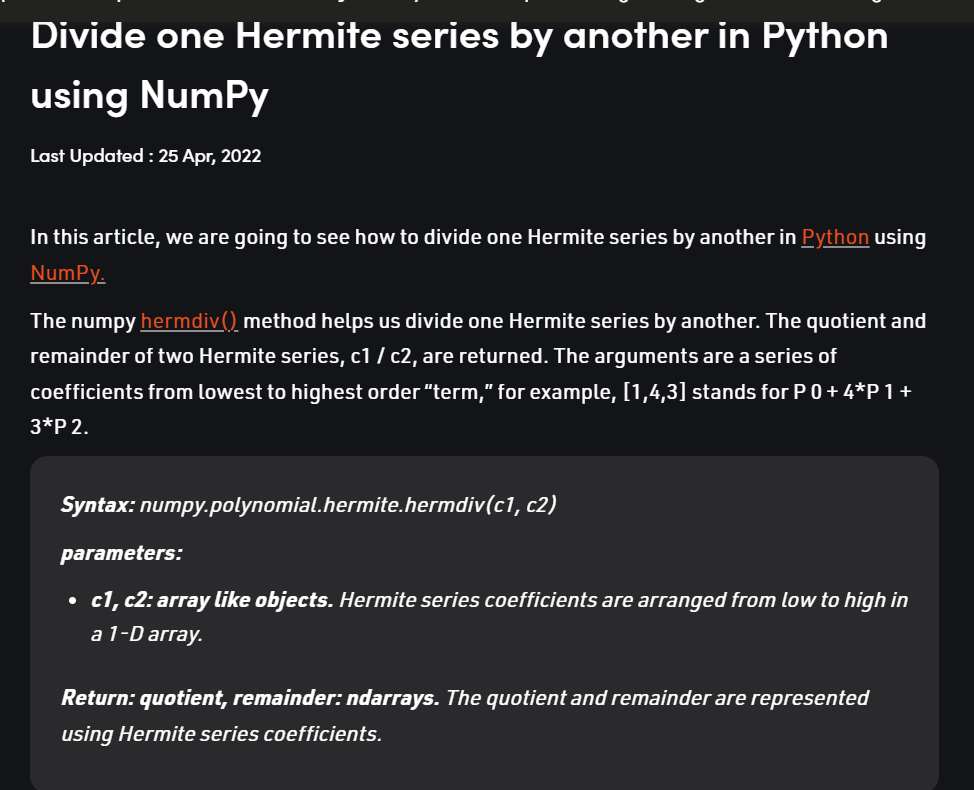 Divide one Hermite series by another in Python
using NumPy
Last Updated : 25 Apr, 2022
In this article, we are going to see how to divide one Hermite series by another in Python using
NumPy.
The numpy hermdiv() method helps us divide one Hermite series by another. The quotient and
remainder of two Hermite series, c1 / c2, are returned. The arguments are a series of
coefficients from lowest to highest order “term,” for example, [1,4,3] stands for P 0 + 4*P 1 +
3*P 2.
Syntax: numpy.polynomial.hermite.hermdiv(c1, c2)
parameters:
• c1, c2: array like objects. Hermite series coefficients are arranged from low to high in
a 1-D array.
Return: quotient, remainder: ndarrays. The quotient and remainder are represented
using Hermite series coefficients.